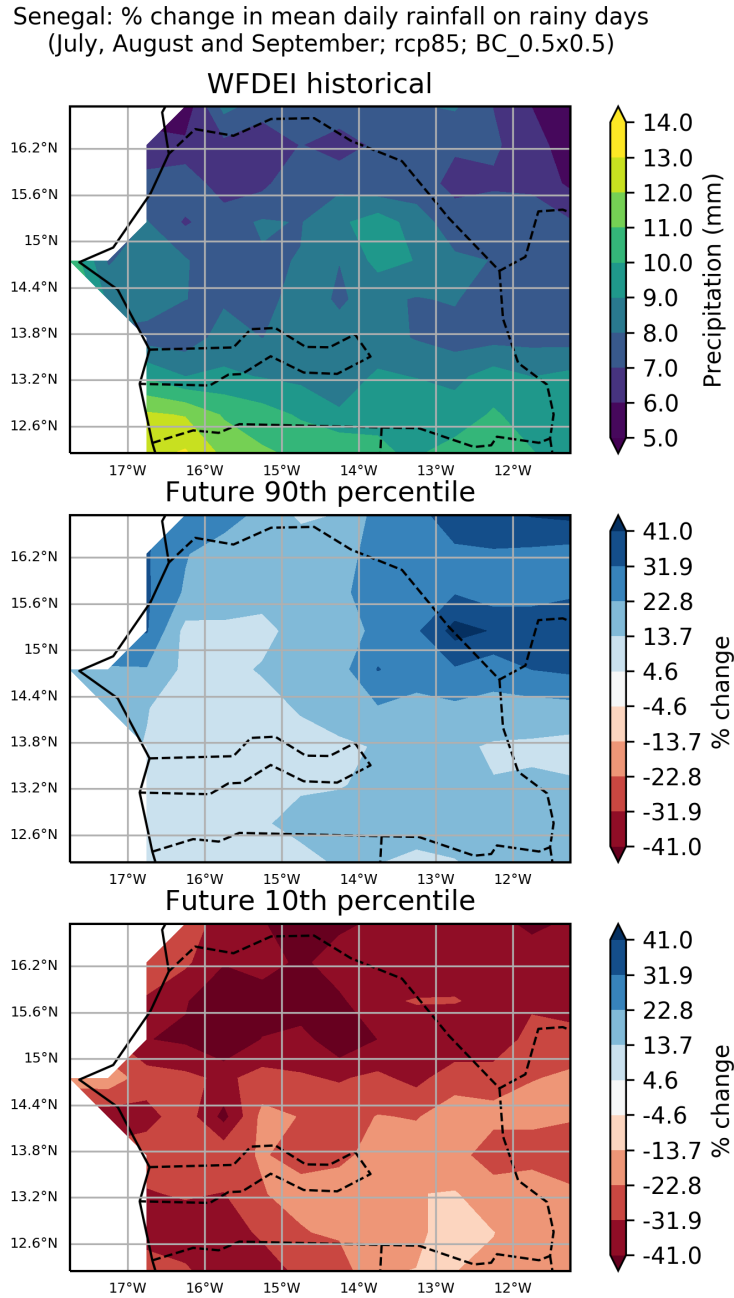 Senegal: % change in mean daily rainfall on rainy days
(July, August and September; rcp85; BC_0.5x0.5)
WFDEI historical
16.2°N
15.6°N
15°N
14.4°N
13.8°N
13.2°N
12.6°N
17°W 16°W 15°W 14°W 13°W 12°W
14.0
13.0
12.0
11.0
10.0
9.0
8.0
7.0
6.0
5.0
Precipitation (mm)
Future 90th percentile
16.2°N
15.6°N
15°N
14.4°N
13.8°N
13.2°N
12.6°N
17°W 16°W 15°W 14°W 13°W 12°W
41.0
31.9
22.8
13.7
4.6
-4.6
-13.7
-22.8
-31.9
-41.0
% change
Future 10th percentile
16.2°N
15.6°N
15°N
14.4°N
13.8°N
13.2°N
12.6°N
17°W 16°W 15°W 14°W 13°W 12°W
41.0
31.9
22.8
13.7
4.6
-4.6
-13.7
-22.8
-31.9
-41.0
% change